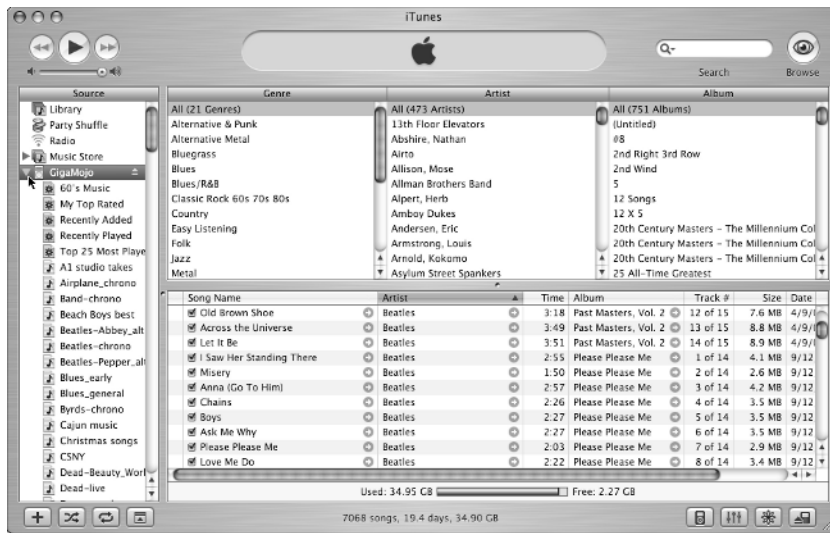 iTunes
Search
Browse
Source
Library
Party Shuffle
Radio
Music Store
GigaMojo
60's Music
My Top Rated
Recently Added
Recently Played
Top 25 Most Playe
A1 studio takes
Airplane_chrono
Band-chrono
Beach Boys best
Beatles-Abbey_alt
Beatles-chrono
Beatles-Pepper_alt
Blues_early
Blues_general
Byrds-chrono
Cajun music
Christmas songs
CSNY
Dead-Beauty_Worl
Dead-live
Genre
All (21 Genres)
Alternative & Punk
Alternative Metal
Bluegrass
Blues
Blues/R&B
Classic Rock 60s 70s 80s
Country
Easy Listening
Folk
Jazz
Metal
Artist
All (473 Artists)
13th Floor Elevators
Abshire, Nathan
Airto
Allison, Mose
Allman Brothers Band
Alpert, Herb
Amboy Dukes
Andersen, Eric
Armstrong, Louis
Arnold, Kokomo
Asylum Street Spankers
Album
All (751 Albums)
(Untitled)
#8
2nd Right 3rd Row
2nd Wind
5
12 Songs
12 X 5
20th Century Masters - The Millennium Col
20th Century Masters - The Millennium Col
20th Century Masters - The Millennium Col
25 All-Time Greatest
Song Name Artist Time Album Track # Size Date
Old Brown Shoe Beatles 3:18 Past Masters, Vol. 2 12 of 15 7.6 MB 4/9/
Across the Universe Beatles 3:49 Past Masters, Vol. 2 13 of 15 8.8 MB 4/9/
Let It Be Beatles 3:51 Past Masters, Vol. 2 14 of 15 8.9 MB 4/9/
I Saw Her Standing There Beatles 2:55 Please Please Me 1 of 14 4.1 MB 9/12
Misery Beatles 1:50 Please Please Me 2 of 14 2.6 MB 9/12
Anna (Go To Him) Beatles 2:57 Please Please Me 3 of 14 4.2 MB 9/12
Chains Beatles 2:26 Please Please Me 4 of 14 3.5 MB 9/12
Boys Beatles 2:27 Please Please Me 5 of 14 3.5 MB 9/12
Ask Me Why Beatles 2:27 Please Please Me 6 of 14 3.5 MB 9/12
Please Please Me Beatles 2:03 Please Please Me 7 of 14 2.9 MB 9/12
Love Me Do Beatles 2:22 Please Please Me 8 of 14 3.4 MB 9/12
Used: 34.95 GB Free: 2.27 GB
7068 songs, 19.4 days, 34.90 GB